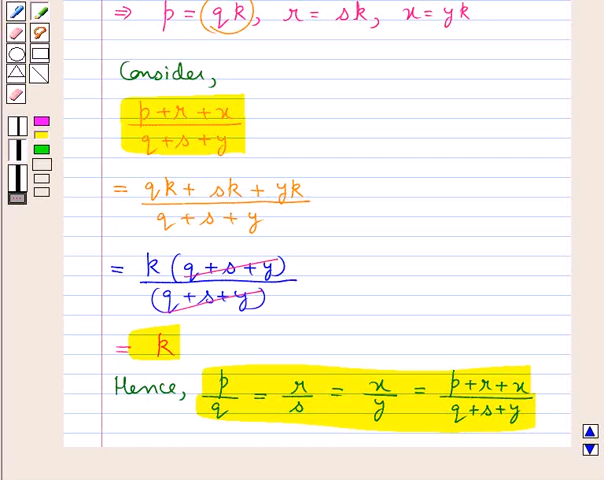 ⇒ p = qk, r = sk, x = yk
Consider,
p + r + x
q + s + y
= qk + sk + yk
q + s + y
= k (q + s + y)
(q + s + y)
= k
Hence, p/q = r/s = x/y = p+r+x/q+s+y